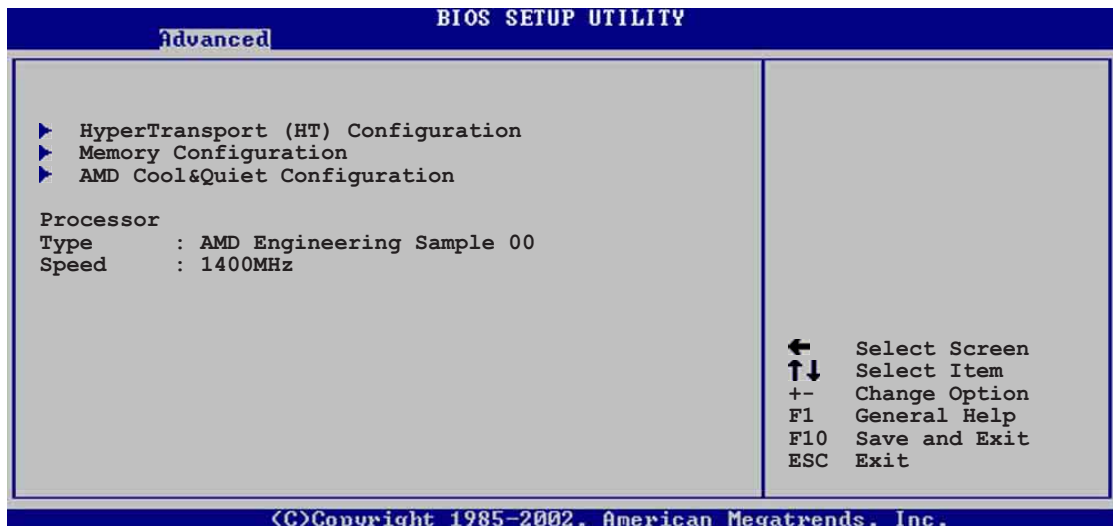 BIOS SETUP UTILITY
Advanced
HyperTransport (HT) Configuration
Memory Configuration
AMD Cool&Quiet Configuration
Processor
Type : AMD Engineering Sample 00
Speed : 1400MHz
← Select Screen
↑↓ Select Item
+- Change Option
F1 General Help
F10 Save and Exit
ESC Exit
(C)Copyright 1985-2002, American Megatrends, Inc.